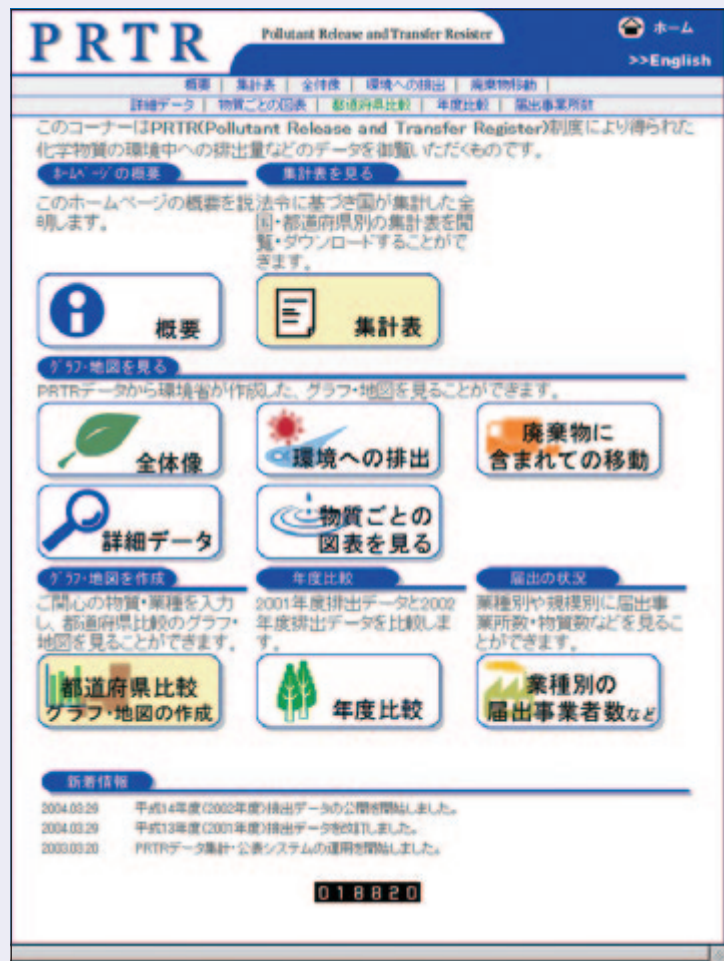 PRTR
Pollutant Release and Transfer Resister
ホーム
>>English
概要 | 集計表 | 全体像 | 環境への排出 | 廃棄物移動 |
詳細データ | 物質ごとの図表 | 都道府県比較 | 年度比較 | 届出事業所数
このコーナーはPRTR(Pollutant Release and Transfer Register)制度により得られた
化学物質の環境中への排出量などのデータを御覧いただくものです。
ホームページの概要
集計表を見る
このホームページの概要を説
明します。
法令に基づき国が集計した全
国・都道府県別の集計表を閲
覧・ダウンロードすることがで
きます。
概要
集計表
グラフ・地図を見る
PRTRデータから環境省が作成した、グラフ・地図を見ることができます。
全体像
環境への排出
廃棄物に
含まれての移動
詳細データ
物質ごとの
図表を見る
グラフ・地図を作成
年度比較
届出の状況
ご関心の物質・業種を入力
し、都道府県比較のグラフ・
地図を見ることができます。
2001年度排出データと2002
年度排出データを比較しま
す。
業種別や規模別に届出事
業所数・物質数などを見るこ
とができます。
都道府県比較
グラフ・地図の作成
年度比較
業種別の
届出事業者数など
新着情報
2004.03.29 平成14年度(2002年度)排出データの公開を開始しました。
2004.03.29 平成13年度(2001年度)排出データを改訂しました。
2003.03.20 PRTRデータ集計・公表システムの運用を開始しました。
018820